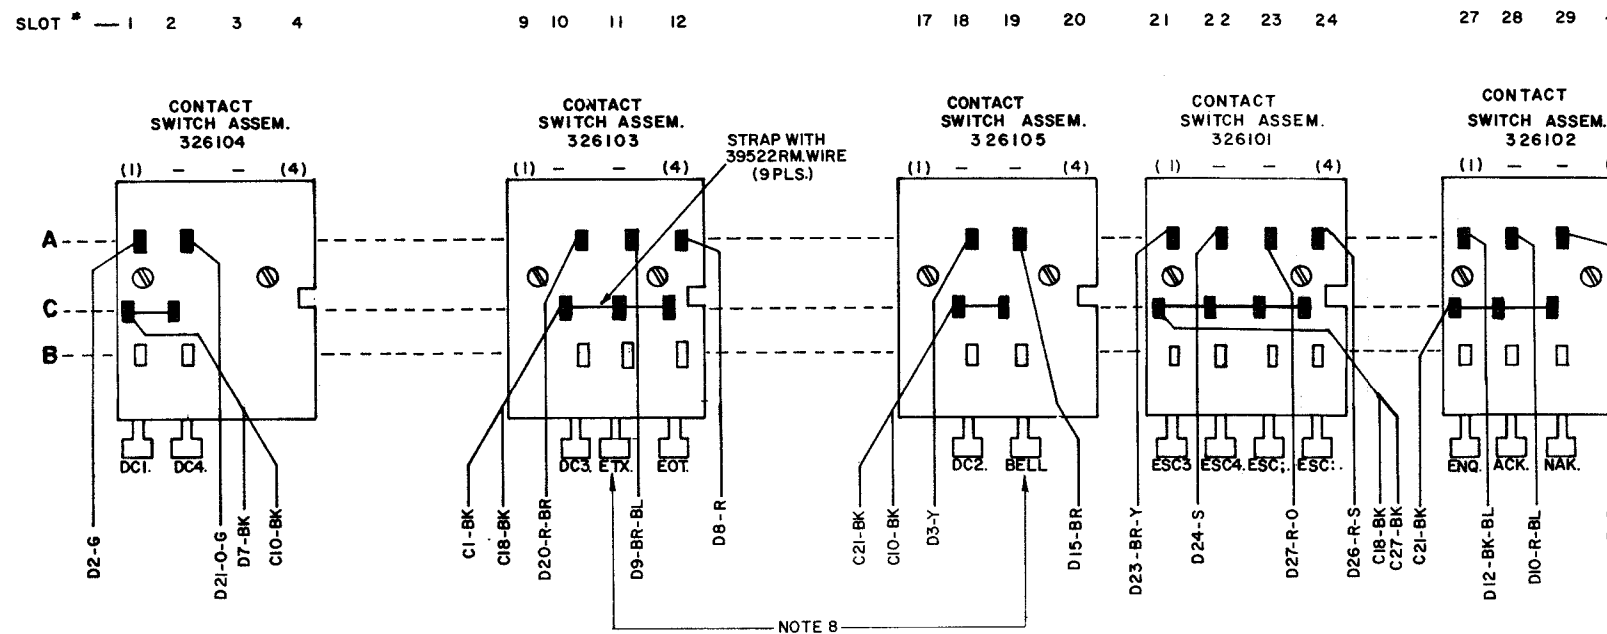 SLOT * — 1 2 3 4 9 10 11 12 17 18 19 20 21 22 23 24 27 28 29
CONTACT
SWITCH ASSEM.
326104
(1) – – (4)
CONTACT
SWITCH ASSEM.
326103
(1) – – (4)
STRAP WITH
39522RM.WIRE
(9 PLS.)
CONTACT
SWITCH ASSEM.
326105
(1) – – (4)
CONTACT
SWITCH ASSEM.
326101
(1) – – (4)
CONTACT
SWITCH ASSEM.
326102
(1) – –
A
C
B
DC1. DC4.
DC3. ETX. EOT.
DC2. BELL
ESC3 ESC4. ESC;. ESC:.
ENQ. ACK. NAK.
D2-G
D21-O-G
D7-BK
C10-BK
C1-BK
C18-BK
D20-R-BR
D9-BR-BL
D8-R
C21-BK
C10-BK
D3-Y
D15-BR
D23-BR-Y
D24-S
D27-R-O
D26-R-S
C18-BK
C27-BK
C21-BK
D12-BK-BL
D10-R-BL
NOTE 8